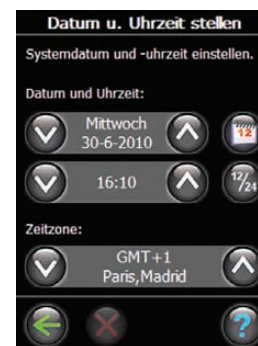 Datum u. Uhrzeit stellen
Systemdatum und -uhrzeit einstellen.
Datum und Uhrzeit:
Mittwoch
30-6-2010
12
16:10
12/24
Zeitzone:
GMT+1
Paris,Madrid
?